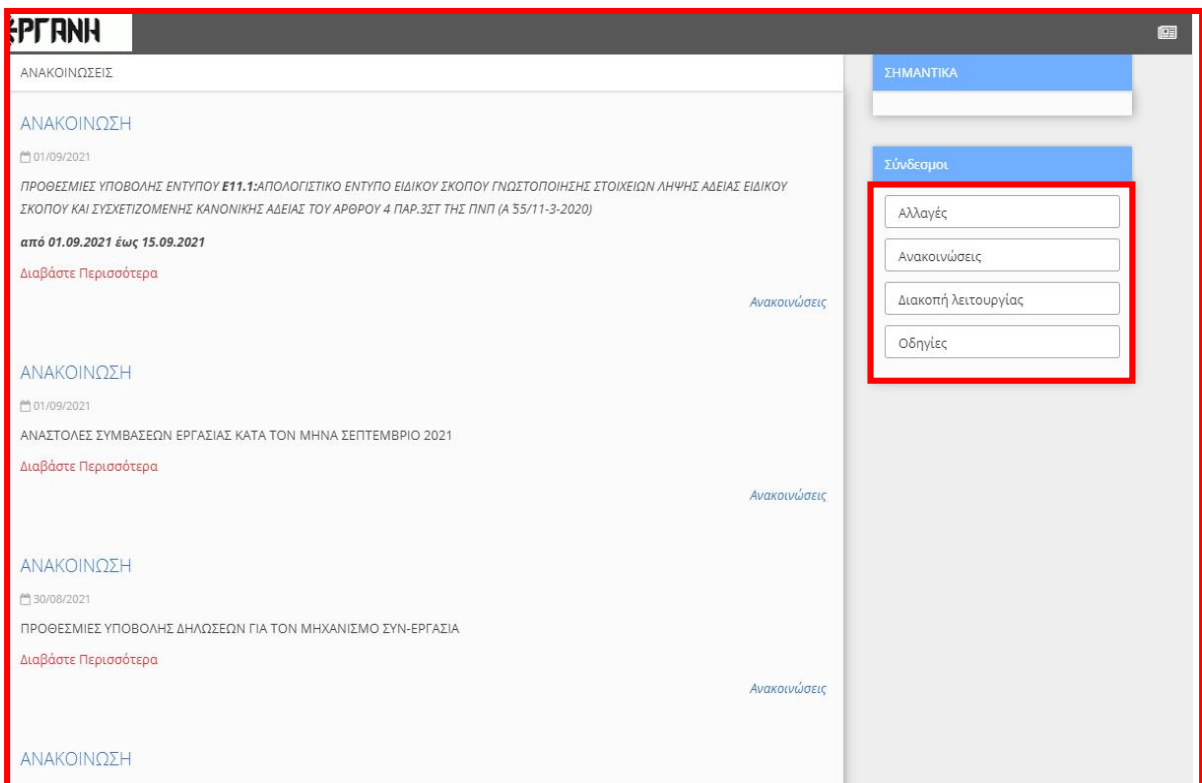 ΕΡΓΑΝΗ
ΑΝΑΚΟΙΝΩΣΕΙΣ
ΑΝΑΚΟΙΝΩΣΗ
01/09/2021
ΠΡΟΘΕΣΜΙΕΣ ΥΠΟΒΟΛΗΣ ΕΝΤΥΠΟΥ Ε11.1:ΑΠΟΛΟΓΙΣΤΙΚΟ ΕΝΤΥΠΟ ΕΙΔΙΚΟΥ ΣΚΟΠΟΥ ΓΝΩΣΤΟΠΟΙΗΣΗΣ ΣΤΟΙΧΕΙΩΝ ΛΗΨΗΣ ΑΔΕΙΑΣ ΕΙΔΙΚΟΥ
ΣΚΟΠΟΥ ΚΑΙ ΣΥΣΧΕΤΙΖΟΜΕΝΗΣ ΚΑΝΟΝΙΚΗΣ ΑΔΕΙΑΣ ΤΟΥ ΑΡΘΡΟΥ 4 ΠΑΡ.3ΣΤ ΤΗΣ ΠΝΠ (Α 55/11-3-2020)
από 01.09.2021 έως 15.09.2021
Διαβάστε Περισσότερα
Ανακοινώσεις
ΑΝΑΚΟΙΝΩΣΗ
01/09/2021
ΑΝΑΣΤΟΛΕΣ ΣΥΜΒΑΣΕΩΝ ΕΡΓΑΣΙΑΣ ΚΑΤΑ ΤΟΝ ΜΗΝΑ ΣΕΠΤΕΜΒΡΙΟ 2021
Διαβάστε Περισσότερα
Ανακοινώσεις
ΑΝΑΚΟΙΝΩΣΗ
30/08/2021
ΠΡΟΘΕΣΜΙΕΣ ΥΠΟΒΟΛΗΣ ΔΗΛΩΣΕΩΝ ΓΙΑ ΤΟΝ ΜΗΧΑΝΙΣΜΟ ΣΥΝ-ΕΡΓΑΣΙΑ
Διαβάστε Περισσότερα
Ανακοινώσεις
ΑΝΑΚΟΙΝΩΣΗ
ΣΗΜΑΝΤΙΚΑ
Σύνδεσμοι
Αλλαγές
Ανακοινώσεις
Διακοπή λειτουργίας
Οδηγίες